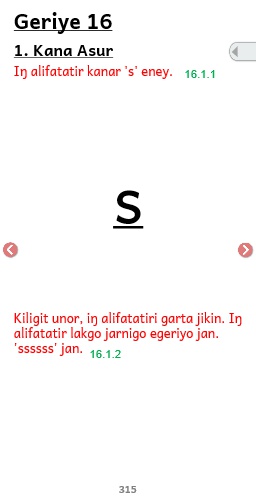 Geriye 16
1. Kana Asur
Iŋ alifatatir kanar 's' eney. 16.1.1
s
Kiligit unor, iŋ alifatatiri garta jikin. Iŋ
alifatatir lakgo jarnigo egeriyo jan.
'ssssss' jan. 16.1.2
315